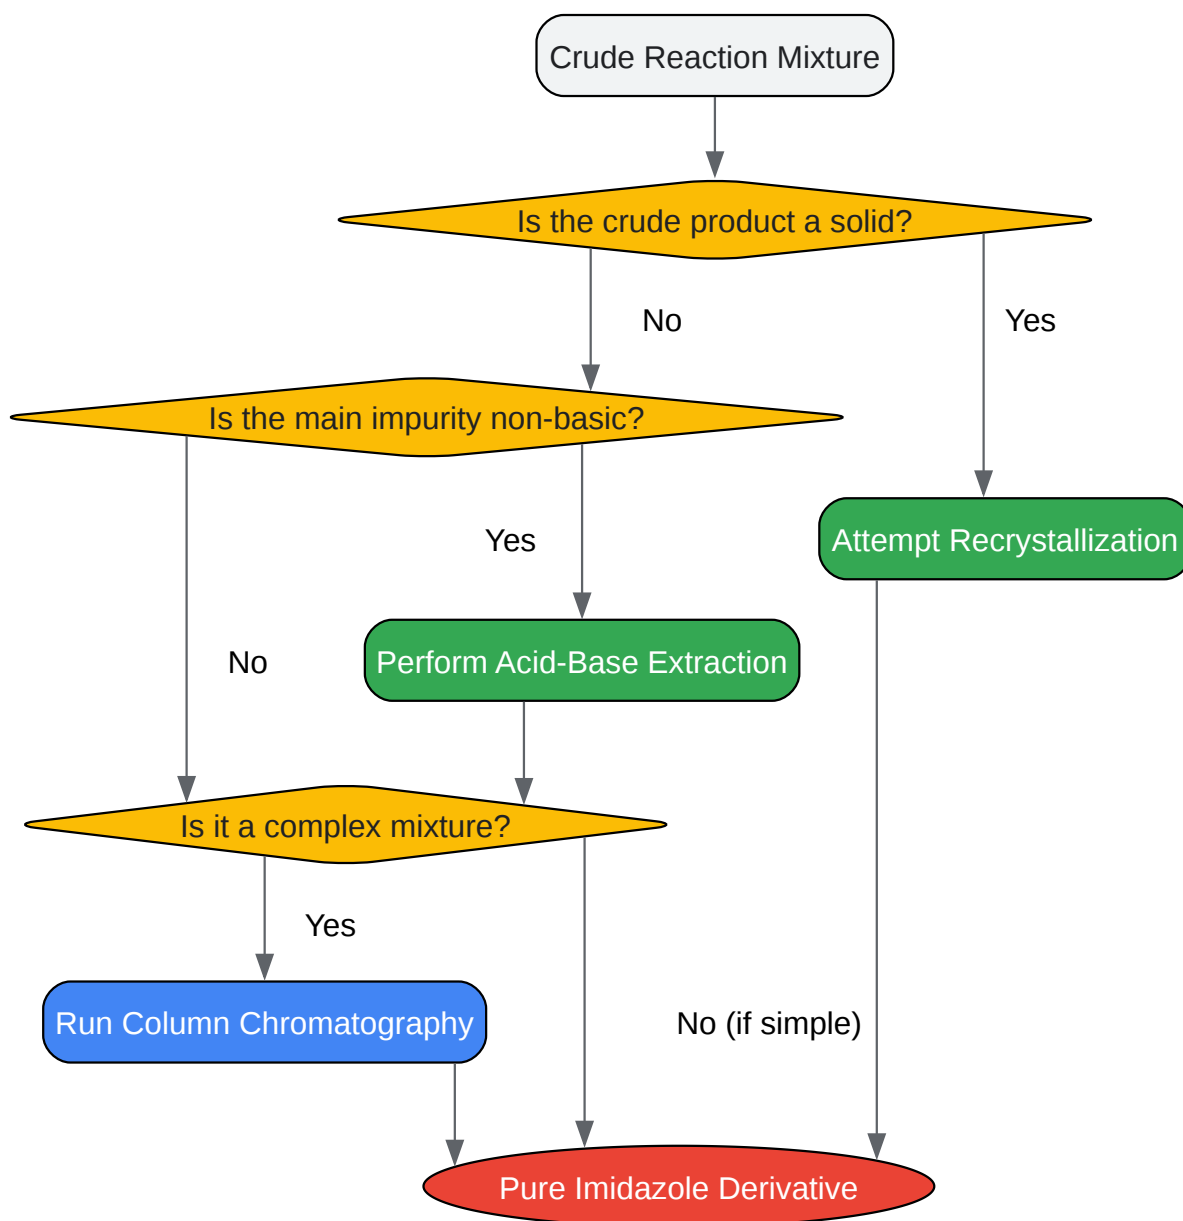 Crude Reaction Mixture
Is the crude product a solid?
No
Yes
Is the main impurity non-basic?
Yes
Attempt Recrystallization
No
Perform Acid-Base Extraction
Is it a complex mixture?
Yes
Run Column Chromatography
No (if simple)
Pure Imidazole Derivative